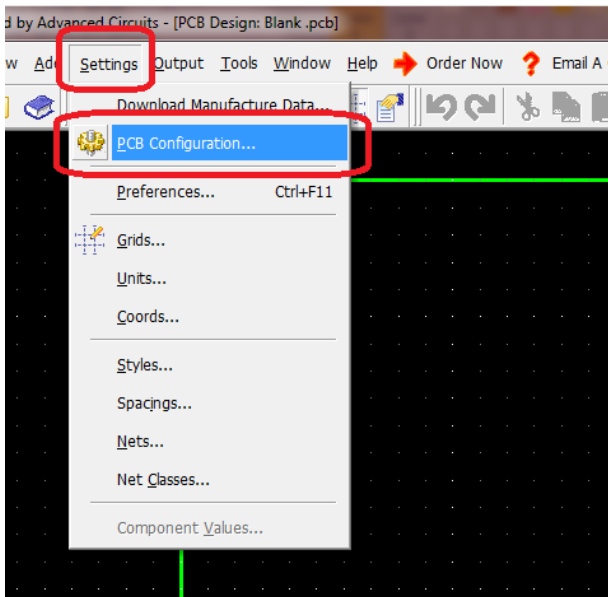 d by Advanced Circuits - [PCB Design: Blank .pcb]
w Add Settings Output Tools Window Help Order Now ? Email A
Download Manufacture Data...
PCB Configuration...
Preferences... Ctrl+F11
Grids...
Units...
Coords...
Styles...
Spacings...
Nets...
Net Classes...
Component Values...